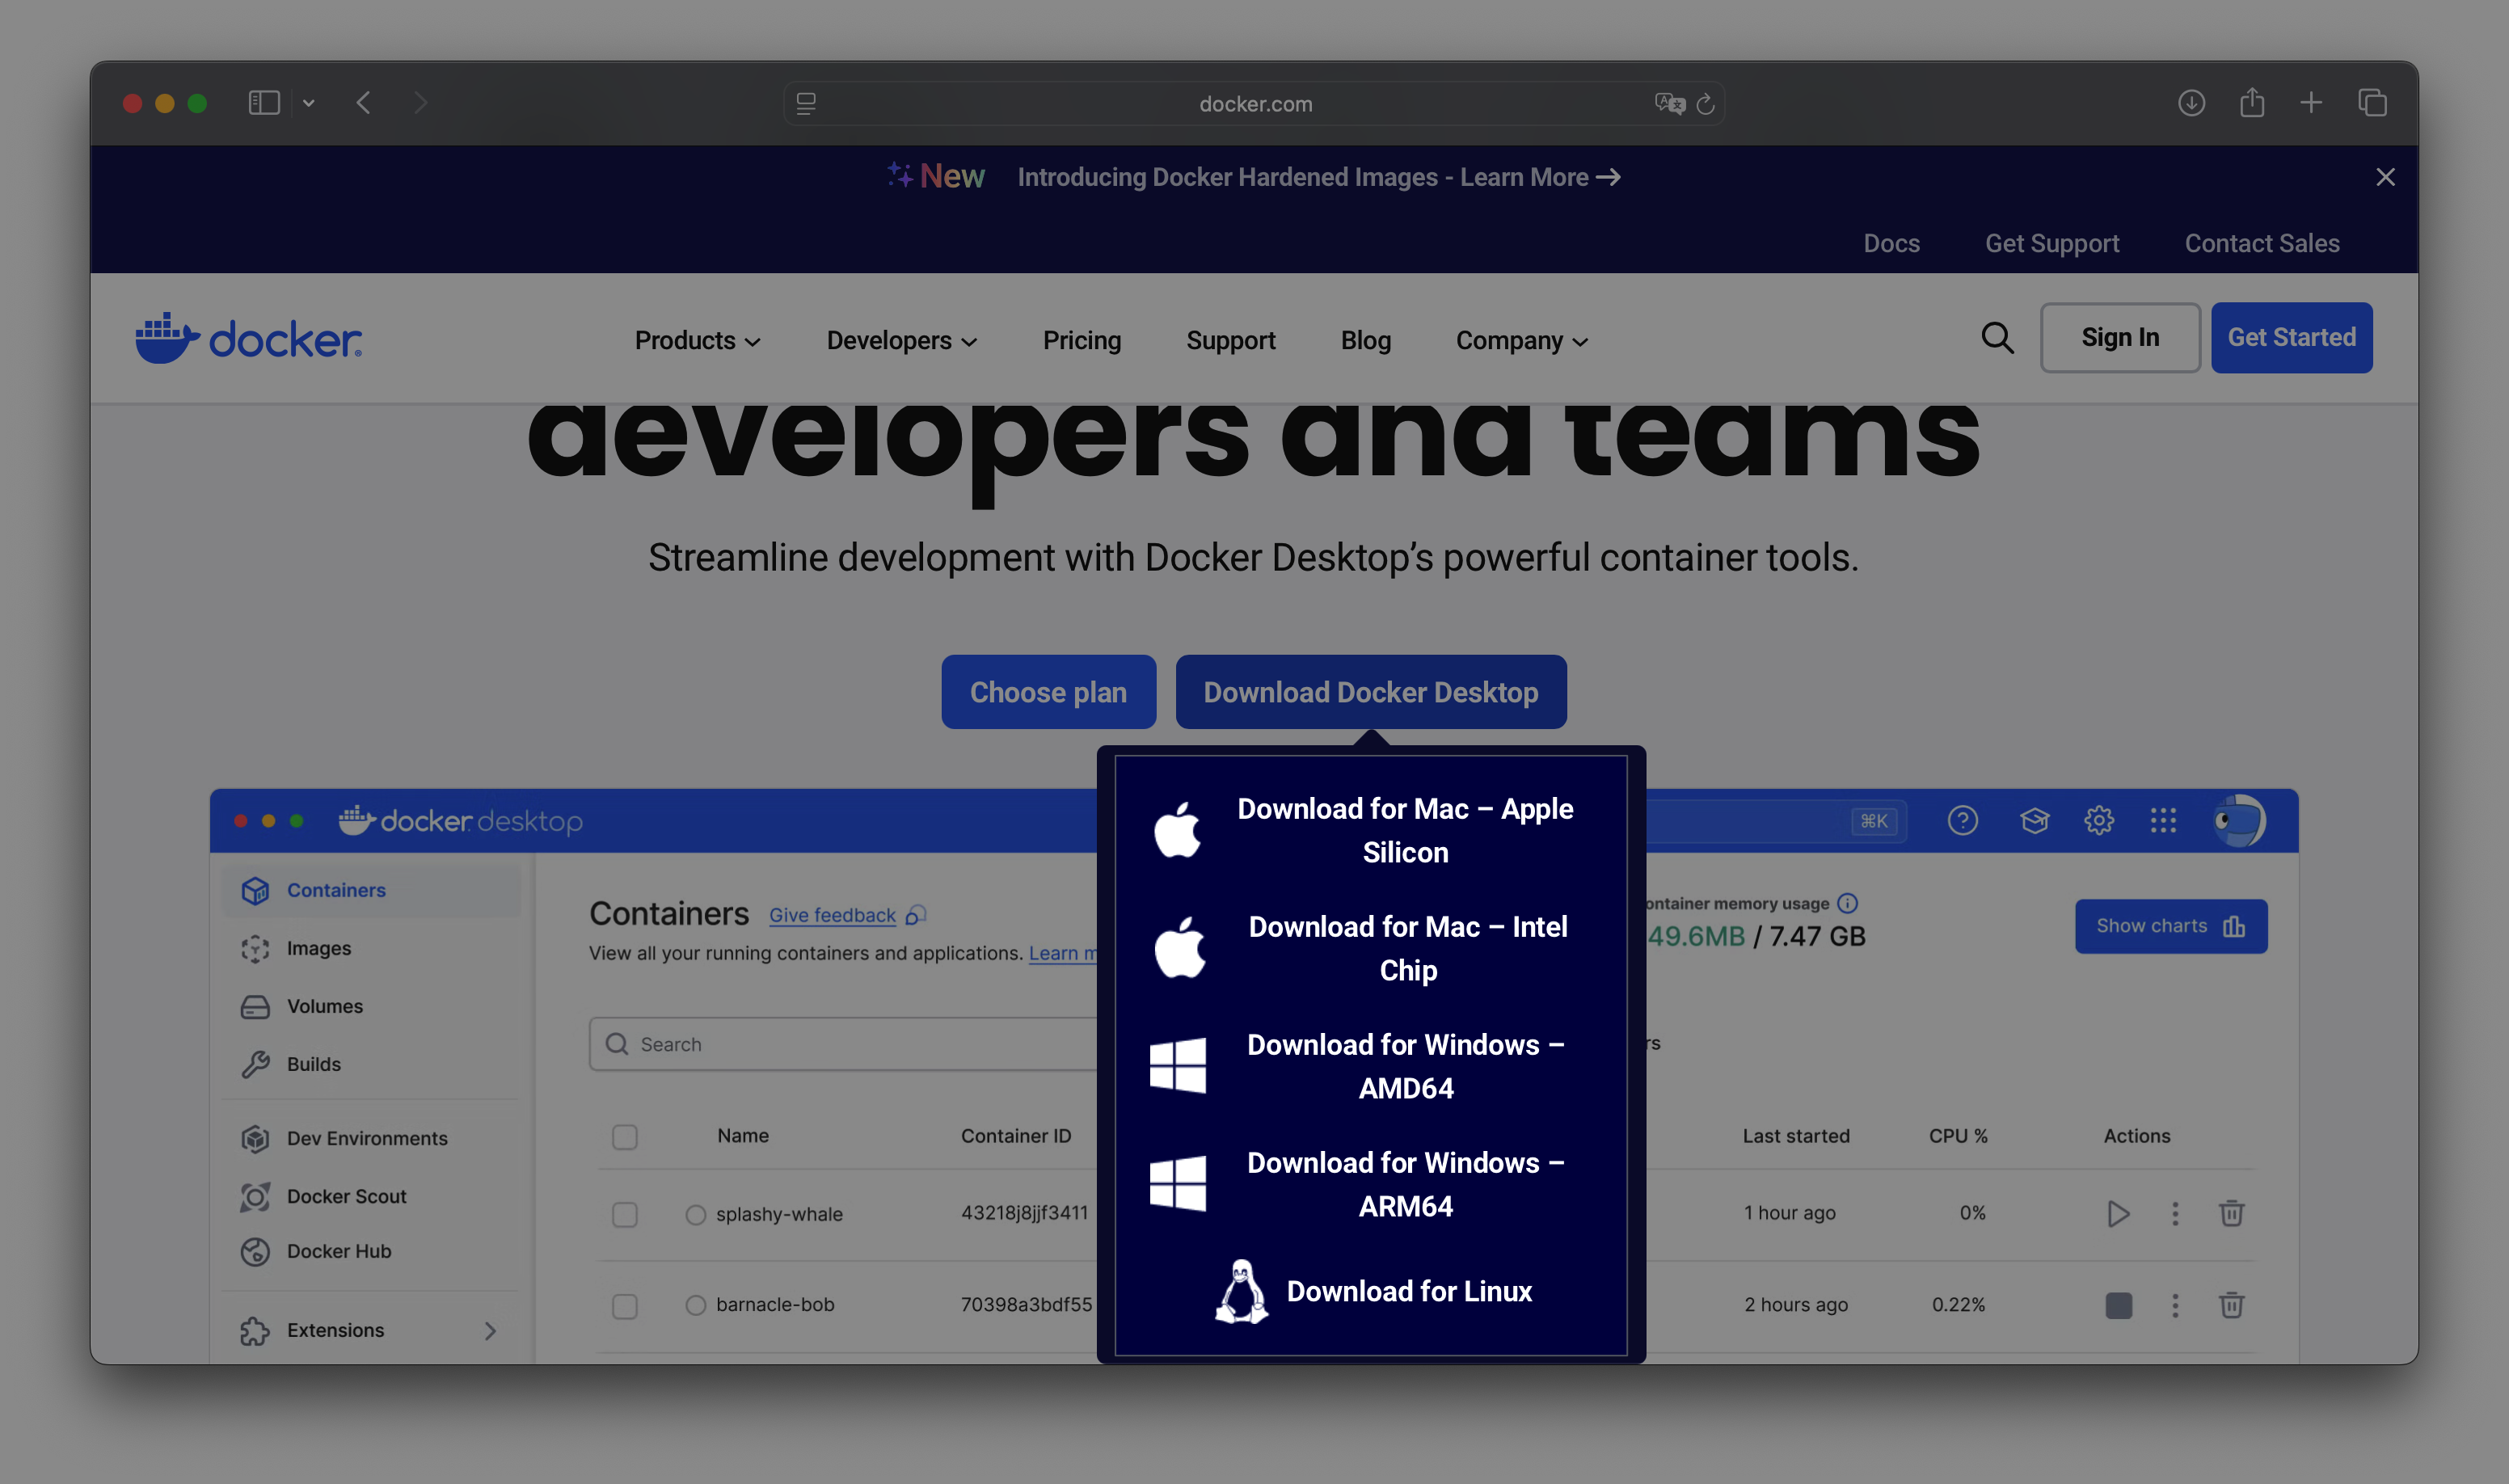 docker.com
New Introducing Docker Hardened Images - Learn More →
Docs Get Support Contact Sales
docker
Products Developers Pricing Support Blog Company
Sign In Get Started
developers and teams
Streamline development with Docker Desktop’s powerful container tools.
Choose plan Download Docker Desktop
Download for Mac – Apple
Silicon
Download for Mac – Intel
Chip
Download for Windows –
AMD64
Download for Windows –
ARM64
Download for Linux
docker desktop
⌘K
Containers
Images
Volumes
Builds
Dev Environments
Docker Scout
Docker Hub
Extensions
Containers Give feedback
View all your running containers and applications. Learn m
ontainer memory usage
49.6MB / 7.47 GB
Show charts
Search
rs
Name Container ID Last started CPU % Actions
splashy-whale 43218j8jjf3411 1 hour ago 0%
barnacle-bob 70398a3bdf55 2 hours ago 0.22%